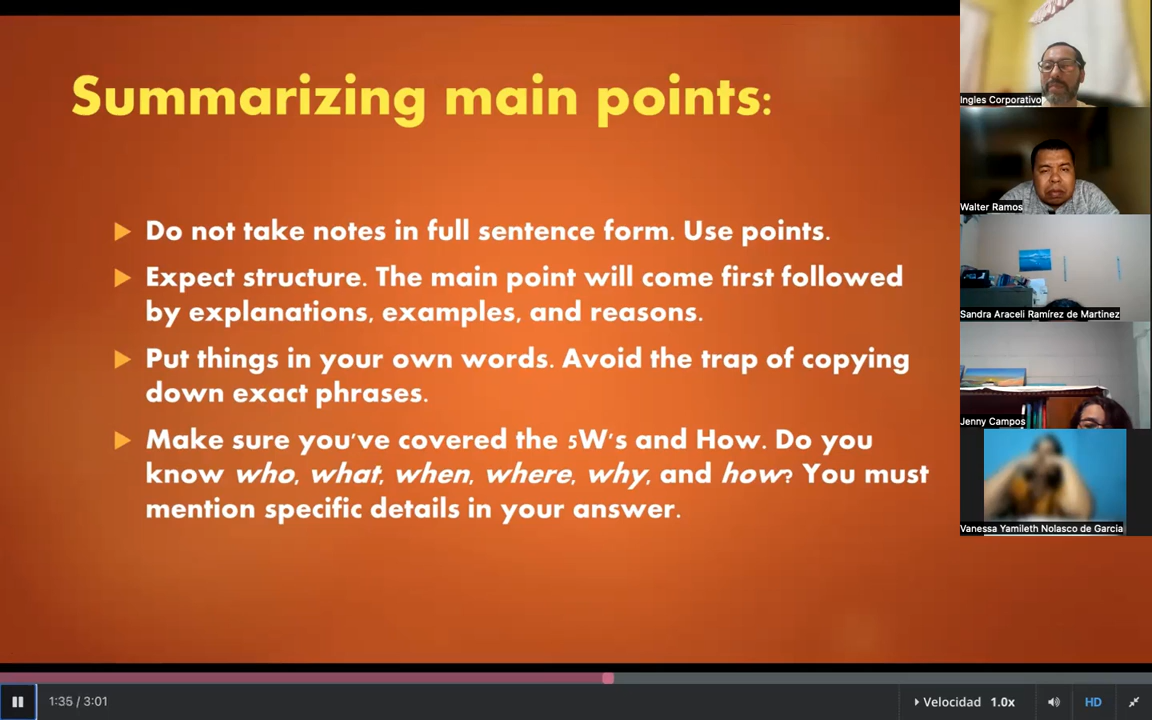 Summarizing main points:
Do not take notes in full sentence form. Use points.
Expect structure. The main point will come first followed
by explanations, examples, and reasons.
Put things in your own words. Avoid the trap of copying
down exact phrases.
Make sure you've covered the 5W's and How. Do you
know who, what, when, where, why, and how? You must
mention specific details in your answer.
Ingles Corporativo
Walter Ramos
Sandra Araceli Ramírez de Martinez
Jenny Campos
Vanessa Yamileth Nolasco de Garcia
1:35 / 3:01
Velocidad 1.0x
HD